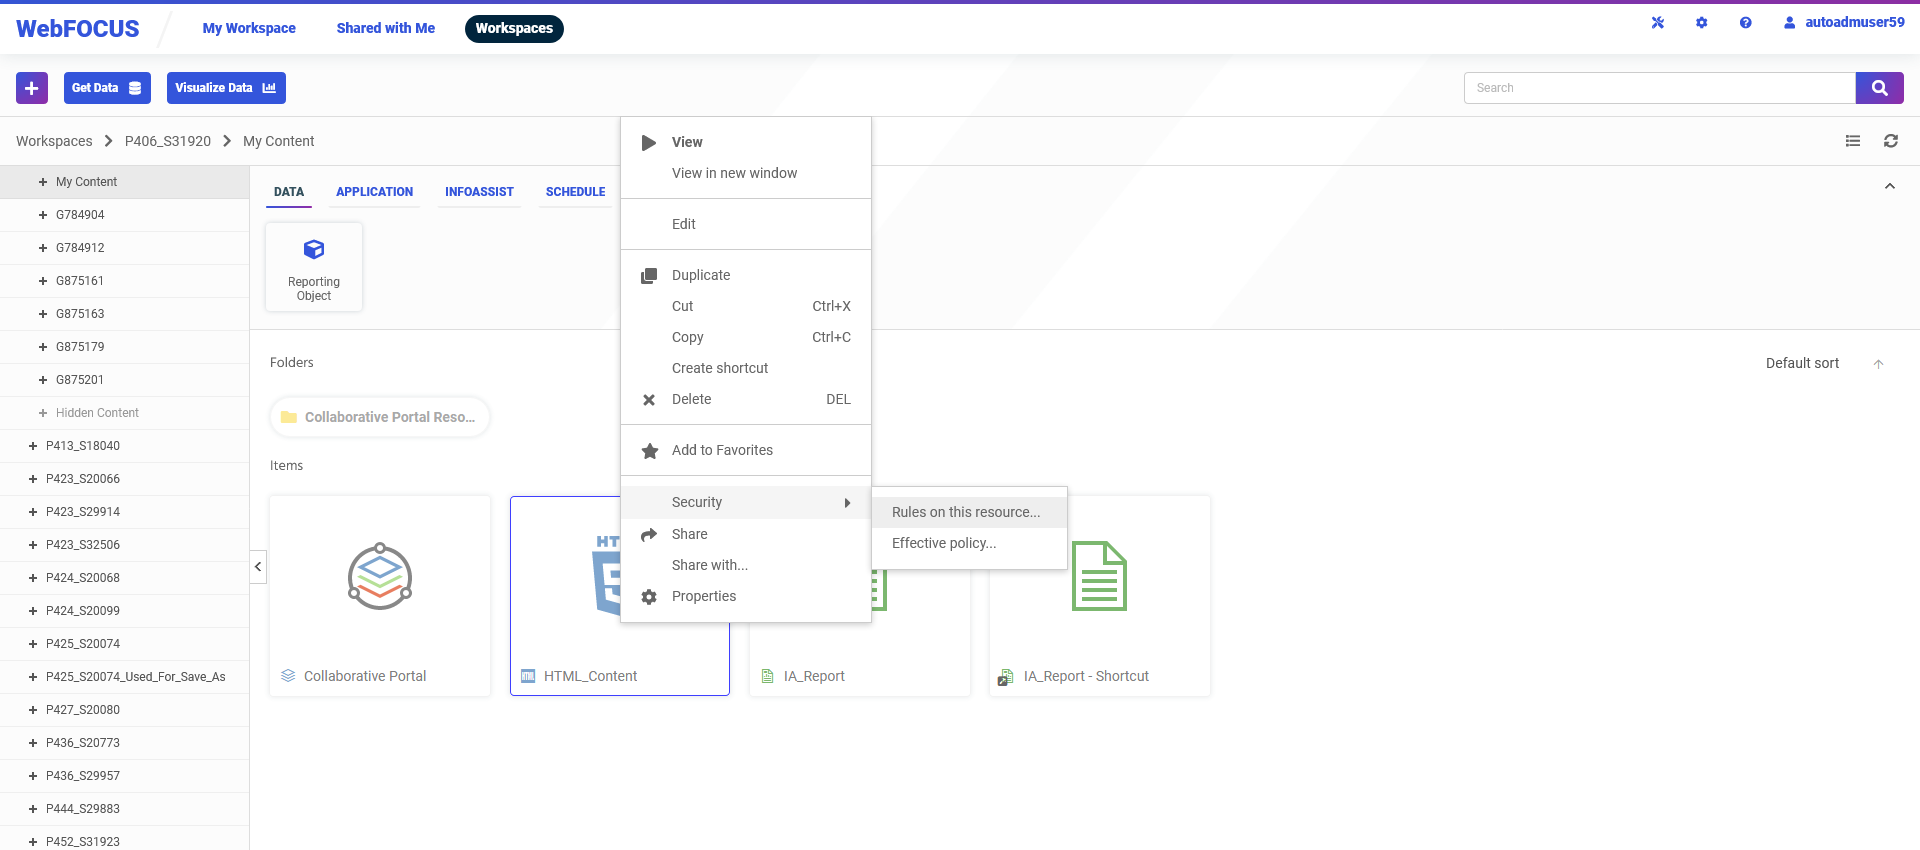 WebFOCUS
My Workspace
Shared with Me
Workspaces
autoadmuser59
Get Data
Visualize Data
Search
Workspaces
P406_S31920
My Content
My Content
G784904
G784912
G875161
G875163
G875179
G875201
Hidden Content
P413_S18040
P423_S20066
P423_S29914
P423_S32506
P424_S20068
P424_S20099
P425_S20074
P425_S20074_Used_For_Save_As
P427_S20080
P436_S20773
P436_S29957
P444_S29883
P452_S31923
DATA
APPLICATION
INFOASSIST
SCHEDULE
Reporting
Object
View
View in new window
Edit
Duplicate
Cut Ctrl+X
Copy Ctrl+C
Create shortcut
Delete DEL
Add to Favorites
Security
Share
Share with...
Properties
Rules on this resource...
Effective policy...
Folders
Default sort
Collaborative Portal Reso...
Items
Collaborative Portal
HTML_Content
IA_Report
IA_Report - Shortcut